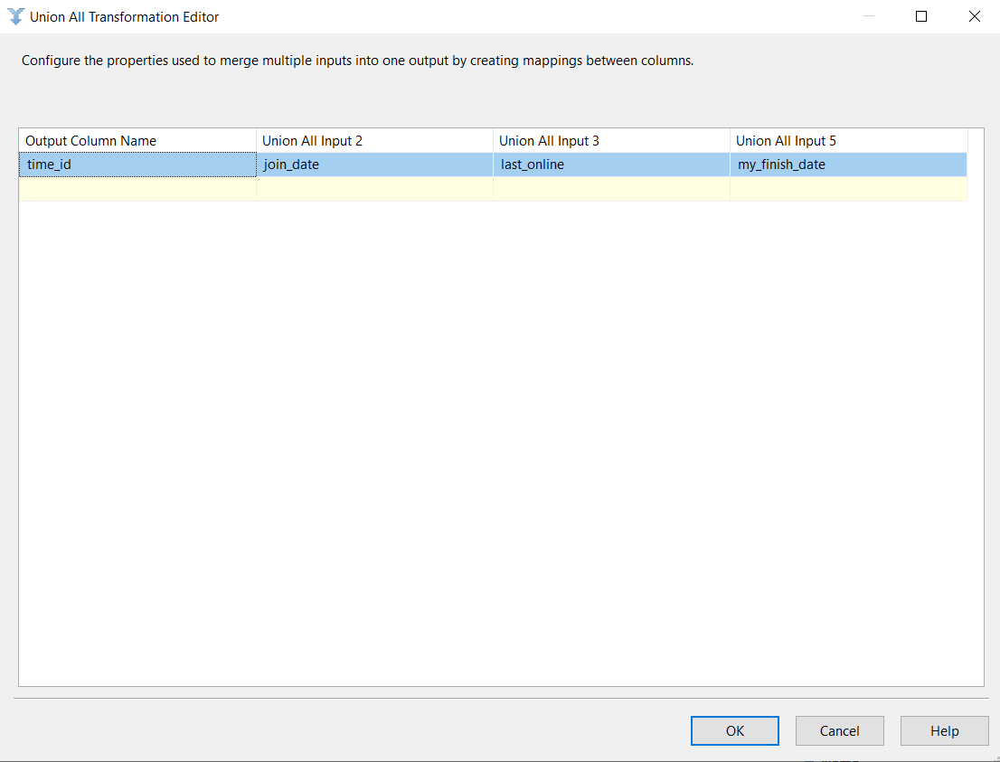 Union All Transformation Editor
Configure the properties used to merge multiple inputs into one output by creating mappings between columns.
Output Column Name Union All Input 2 Union All Input 3 Union All Input 5
time_id join_date last_online my_finish_date
OK Cancel Help